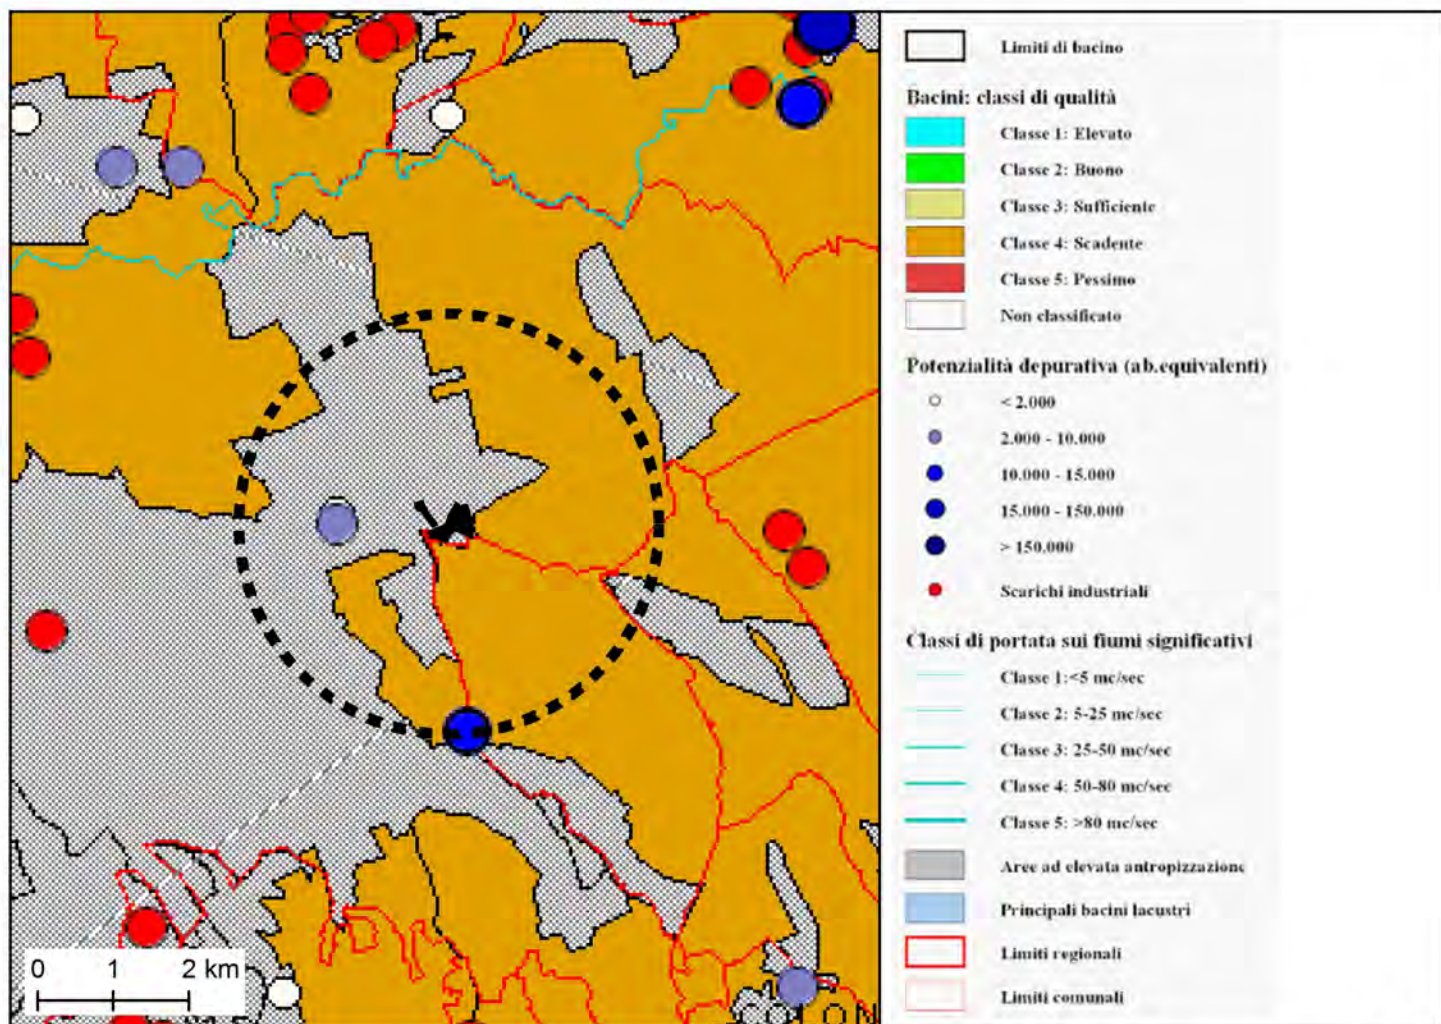 Limiti di bacino
Bacini: classi di qualità
Classe 1: Elevato
Classe 2: Buono
Classe 3: Sufficiente
Classe 4: Scadente
Classe 5: Pessimo
Non classificato
Potenzialità depurativa (ab.equivalenti)
< 2.000
2.000 - 10.000
10.000 - 15.000
15.000 - 150.000
> 150.000
Scarichi industriali
Classi di portata sui fiumi significativi
Classe 1:<5 mc/sec
Classe 2: 5-25 mc/sec
Classe 3: 25-50 mc/sec
Classe 4: 50-80 mc/sec
Classe 5: >80 mc/sec
Aree ad elevata antropizzazione
Principali bacini lacustri
Limiti regionali
Limiti comunali
0 1 2 km